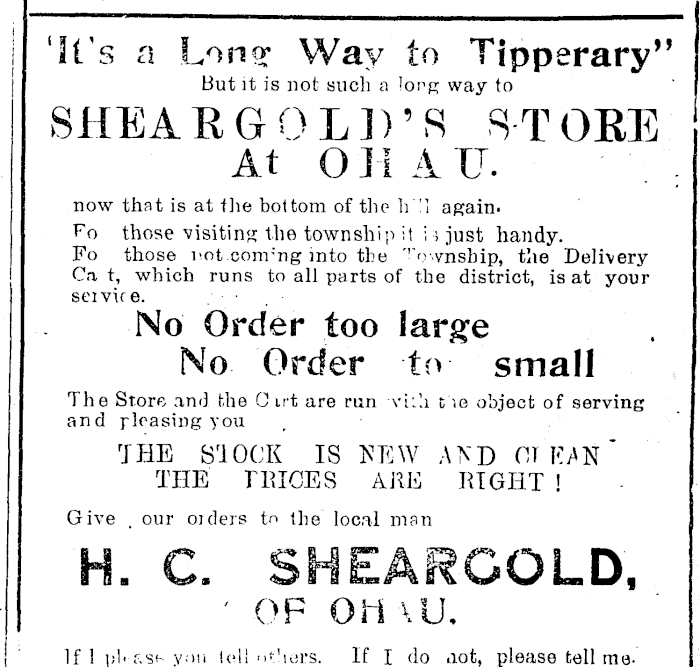 "It's a Long Way to Tipperary"
But it is not such a long way to
SHEARGOLD'S STORE
At OHAU.
now that is at the bottom of the hill again.
Fo those visiting the township it is just handy.
Fo those not coming into the Township, the Delivery
Ca t, which runs to all parts of the district, is at your
service.
No Order too large
No Order to small
The Store and the Cart are run with the object of serving
and pleasing you
THE STOCK IS NEW AND CLEAN
THE PRICES ARE RIGHT!
Give our orders to the local man
H. C. SHEARGOLD,
OF OHAU.
If I please you tell others. If I do not, please tell me.